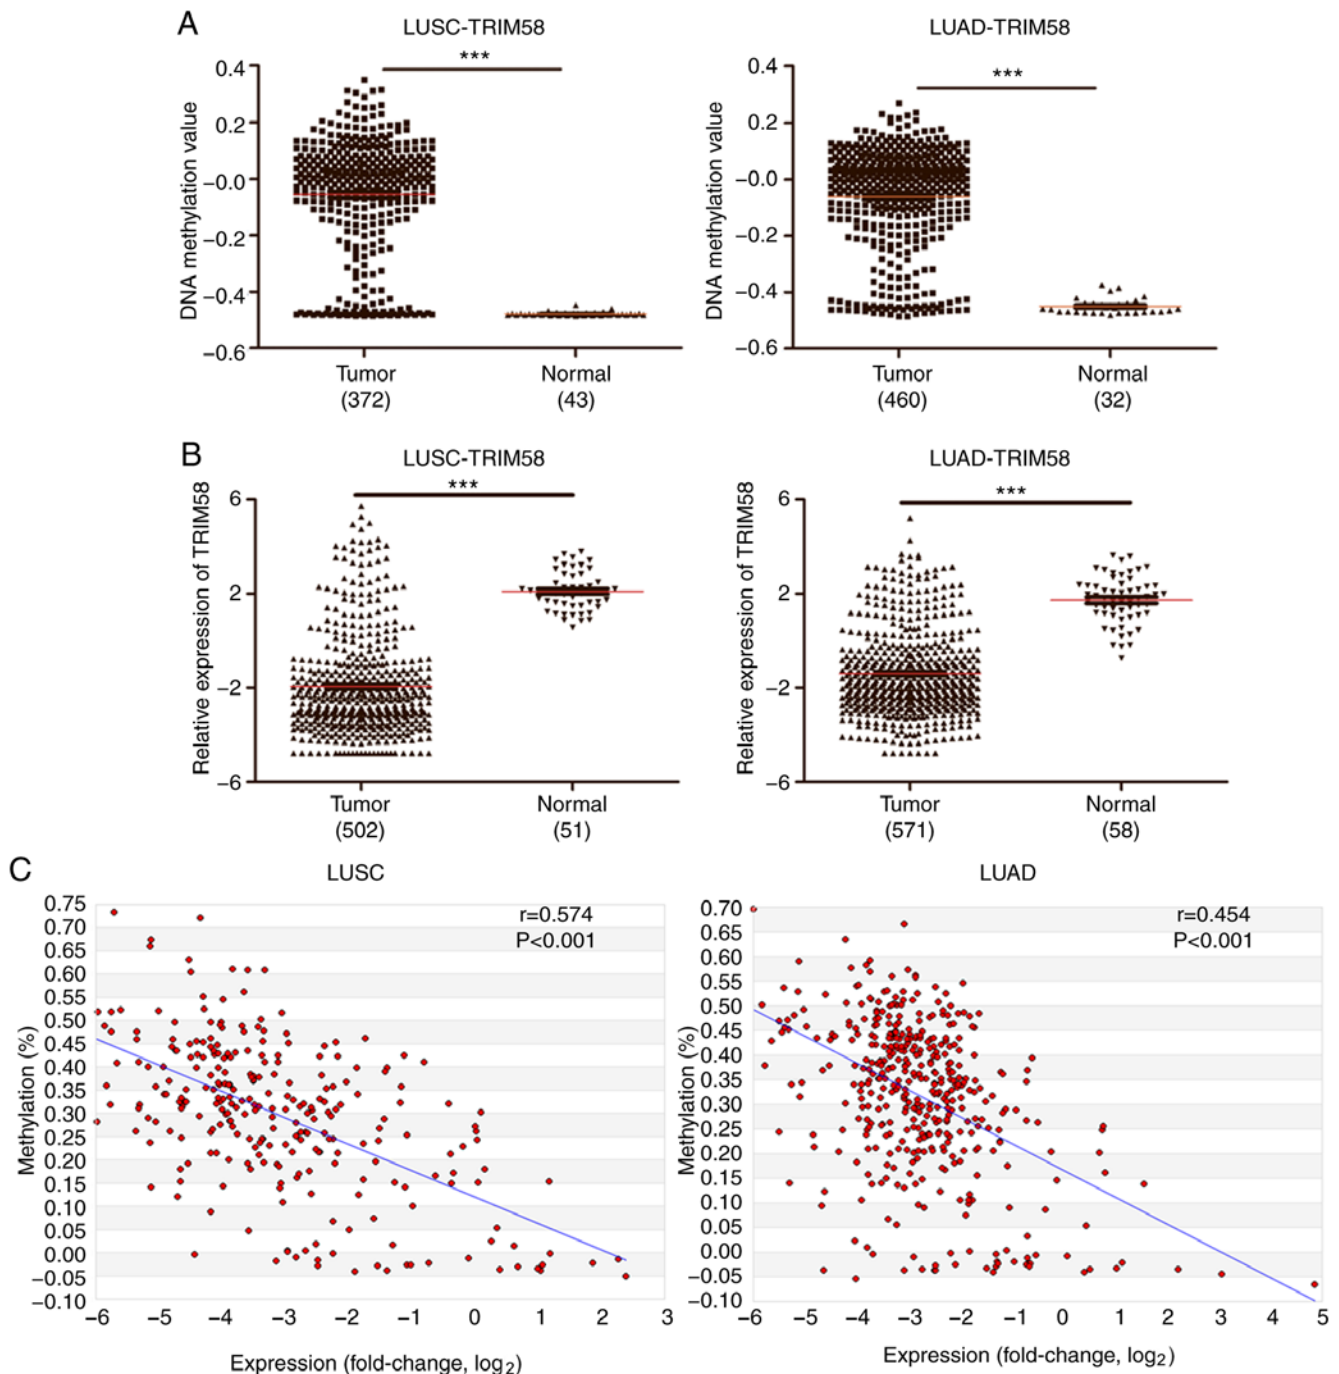 A
LUSC-TRIM58
LUAD-TRIM58
***
***
DNA methylation value
0.4
0.2
−0.0
−0.2
−0.4
−0.6
Tumor
(372)
Normal
(43)
DNA methylation value
0.4
0.2
−0.0
−0.2
−0.4
−0.6
Tumor
(460)
Normal
(32)
B
LUSC-TRIM58
LUAD-TRIM58
***
***
Relative expression of TRIM58
6
2
−2
−6
Tumor
(502)
Normal
(51)
Relative expression of TRIM58
6
2
−2
−6
Tumor
(571)
Normal
(58)
C
LUSC
r=0.574
P<0.001
Methylation (%)
0.75
0.70
0.65
0.60
0.55
0.50
0.45
0.40
0.35
0.30
0.25
0.20
0.15
0.10
0.05
0.00
−0.05
−0.10
−6 −5 −4 −3 −2 −1 0 1 2 3
Expression (fold-change, log2)
LUAD
r=0.454
P<0.001
Methylation (%)
0.70
0.65
0.60
0.55
0.50
0.45
0.40
0.35
0.30
0.25
0.20
0.15
0.10
0.05
0.00
−0.05
−0.10
−6 −5 −4 −3 −2 −1 0 1 2 3 4 5
Expression (fold-change, log2)